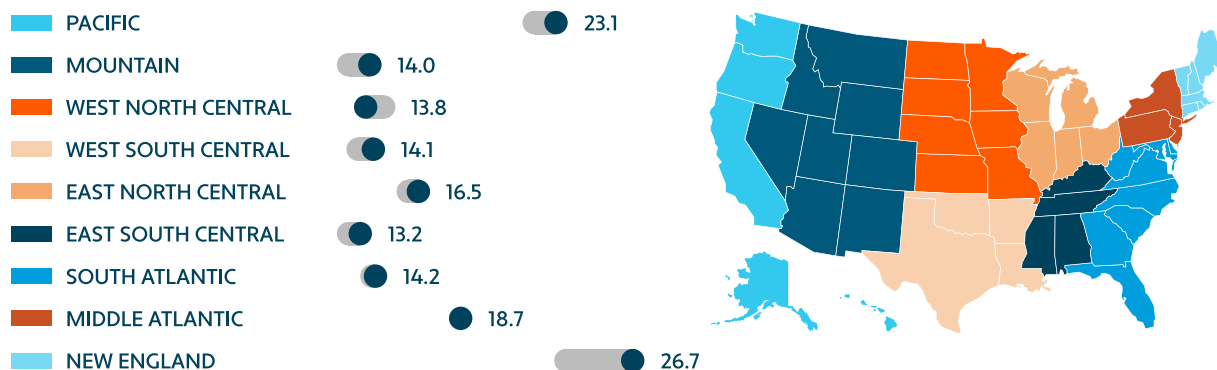 PACIFIC 23.1
MOUNTAIN 14.0
WEST NORTH CENTRAL 13.8
WEST SOUTH CENTRAL 14.1
EAST NORTH CENTRAL 16.5
EAST SOUTH CENTRAL 13.2
SOUTH ATLANTIC 14.2
MIDDLE ATLANTIC 18.7
NEW ENGLAND 26.7